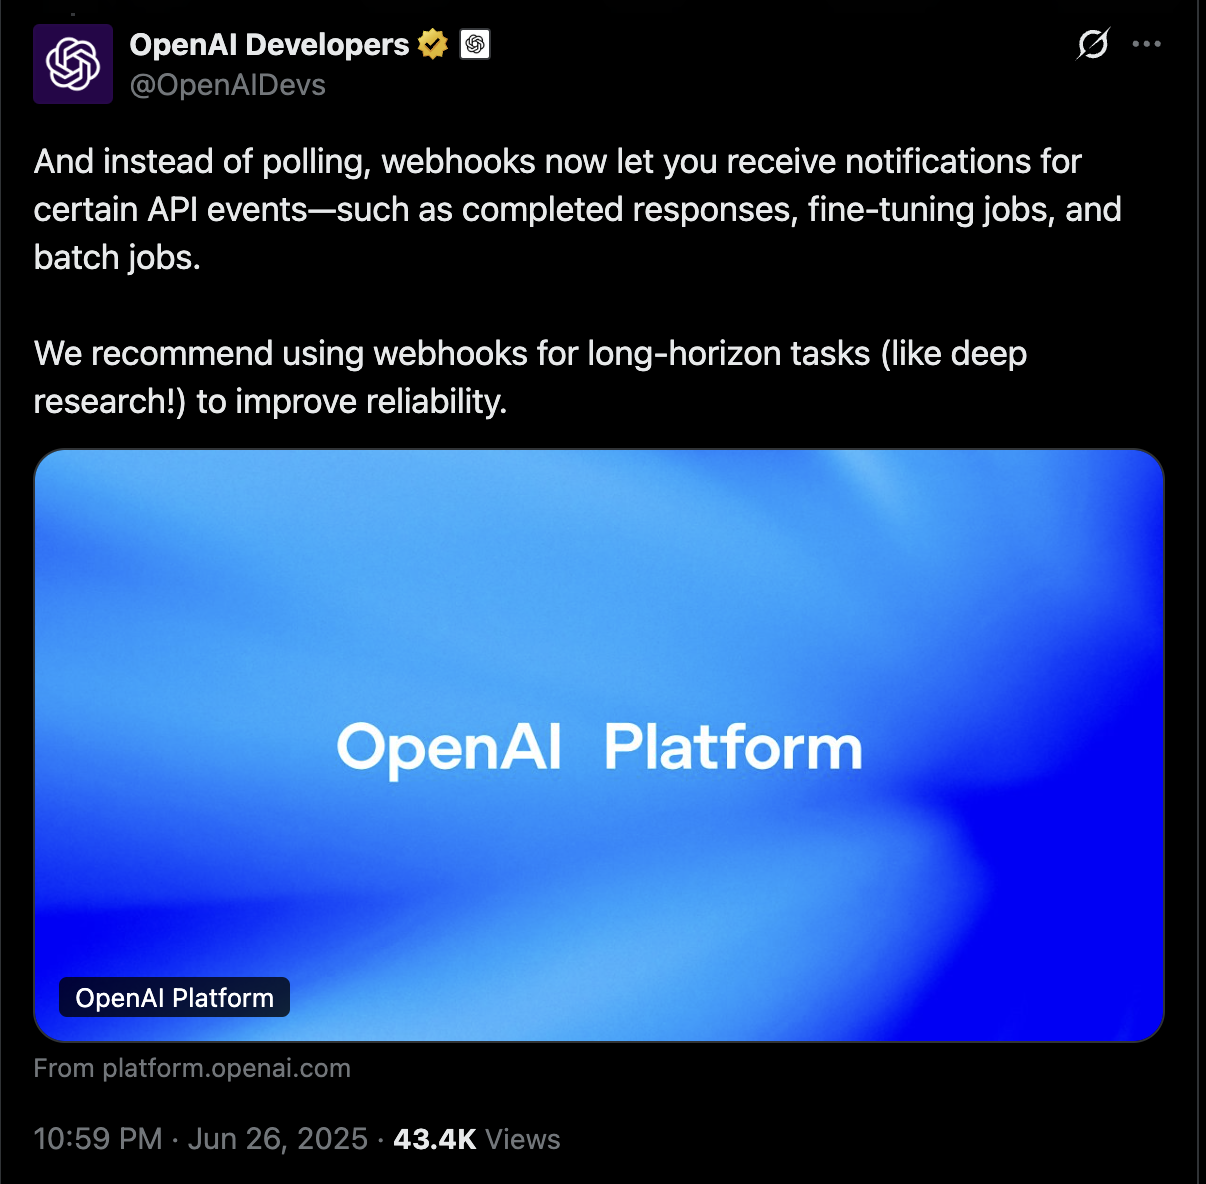 OpenAI Developers
@OpenAIDevs
And instead of polling, webhooks now let you receive notifications for
certain API events—such as completed responses, fine-tuning jobs, and
batch jobs.
We recommend using webhooks for long-horizon tasks (like deep
research!) to improve reliability.
OpenAI Platform
OpenAI Platform
From platform.openai.com
10:59 PM · Jun 26, 2025 · 43.4K Views